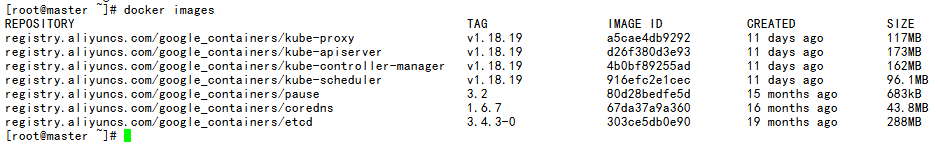 [root@master ~]# docker images
REPOSITORY TAG IMAGE ID CREATED SIZE
registry.aliyuncs.com/google_containers/kube-proxy v1.18.19 a5cae4db9292 11 days ago 117MB
registry.aliyuncs.com/google_containers/kube-apiserver v1.18.19 d26f380d3e93 11 days ago 173MB
registry.aliyuncs.com/google_containers/kube-controller-manager v1.18.19 4b0bf89255ad 11 days ago 162MB
registry.aliyuncs.com/google_containers/kube-scheduler v1.18.19 916efc2e1cec 11 days ago 96.1MB
registry.aliyuncs.com/google_containers/pause 3.2 80d28bedfe5d 15 months ago 683kB
registry.aliyuncs.com/google_containers/coredns 1.6.7 67da37a9a360 16 months ago 43.8MB
registry.aliyuncs.com/google_containers/etcd 3.4.3-0 303ce5db0e90 19 months ago 288MB
[root@master ~]#